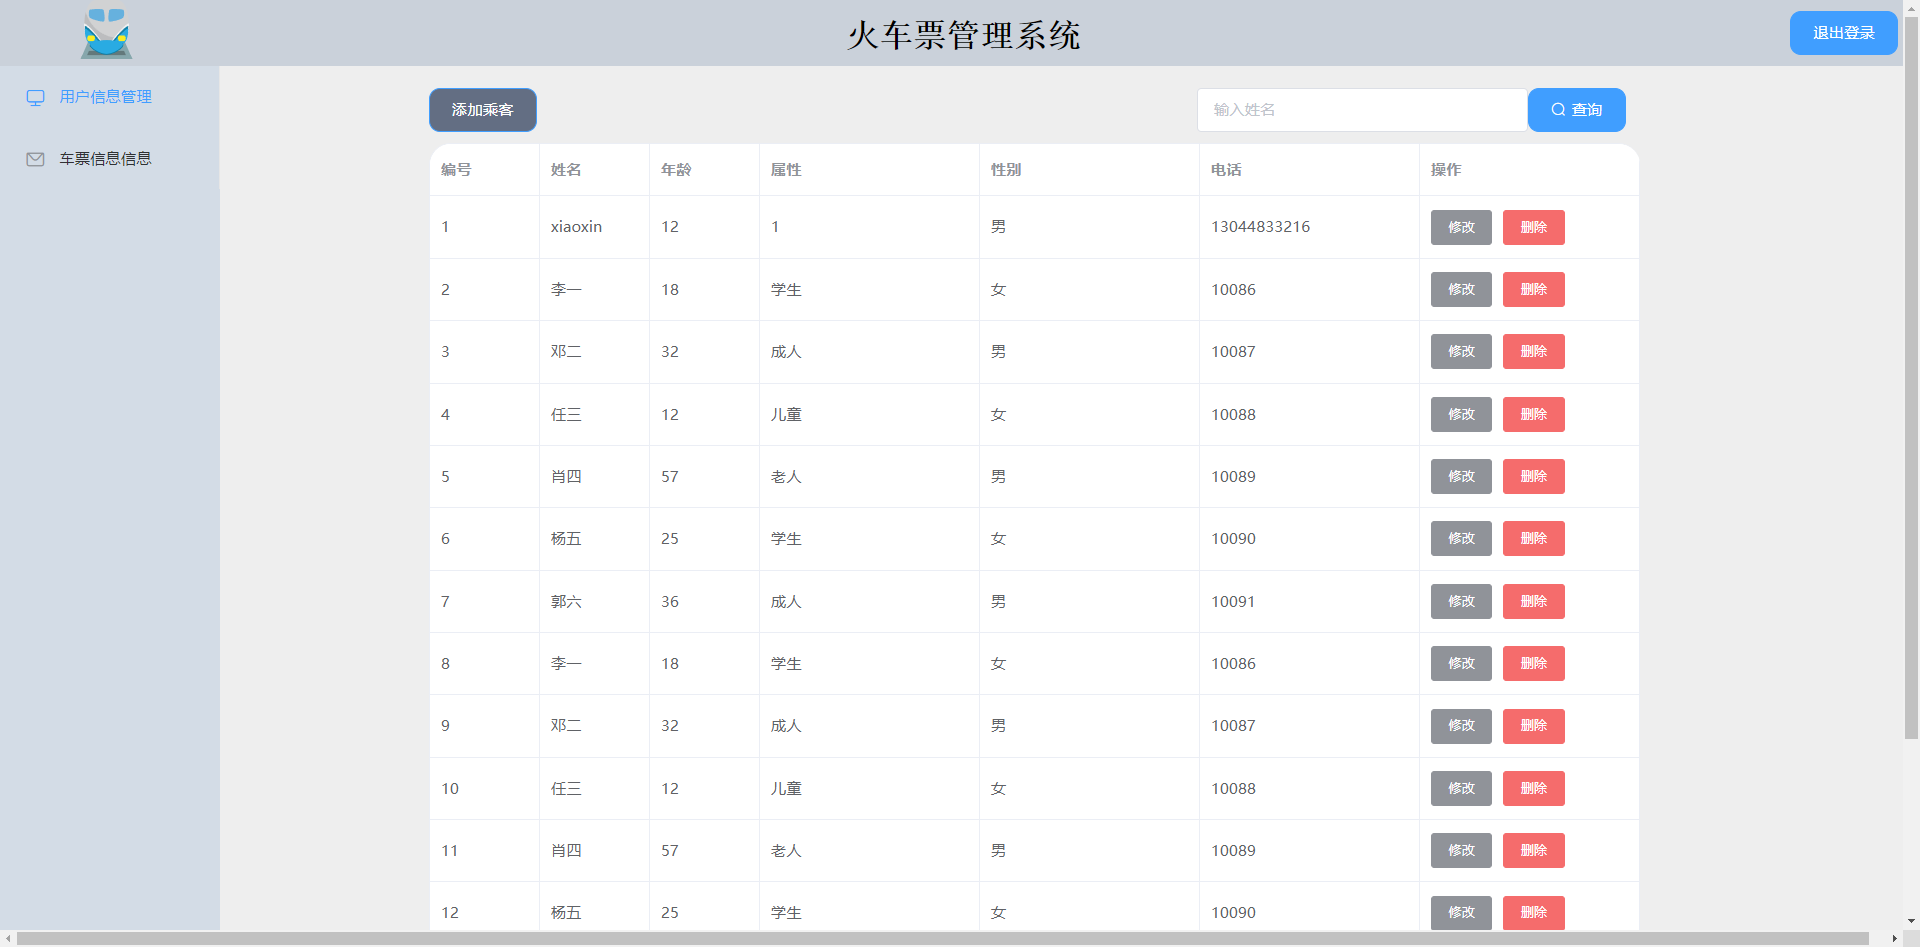 火车票管理系统
退出登录
用户信息管理
车票信息信息
添加乘客
输入姓名
查询
编号 姓名 年龄 属性 性别 电话 操作
1 xiaoxin 12 1 男 13044833216 修改 删除
2 李一 18 学生 女 10086 修改 删除
3 邓二 32 成人 男 10087 修改 删除
4 任三 12 儿童 女 10088 修改 删除
5 肖四 57 老人 男 10089 修改 删除
6 杨五 25 学生 女 10090 修改 删除
7 郭六 36 成人 男 10091 修改 删除
8 李一 18 学生 女 10086 修改 删除
9 邓二 32 成人 男 10087 修改 删除
10 任三 12 儿童 女 10088 修改 删除
11 肖四 57 老人 男 10089 修改 删除
12 杨五 25 学生 女 10090 修改 删除